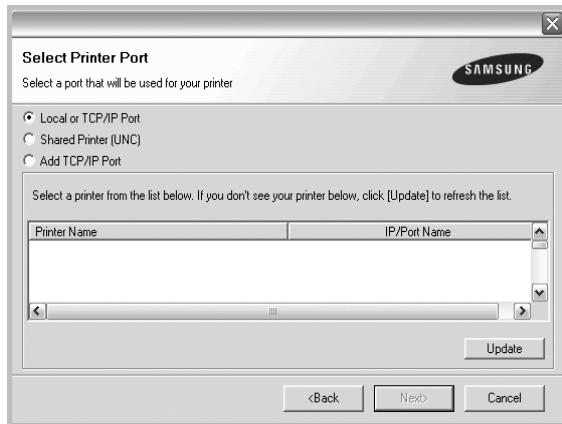 Select Printer Port
Select a port that will be used for your printer
SAMSUNG
Local or TCP/IP Port
Shared Printer (UNC)
Add TCP/IP Port
Select a printer from the list below. If you don't see your printer below, click [Update] to refresh the list.
Printer Name IP/Port Name
Update
<Back Next> Cancel